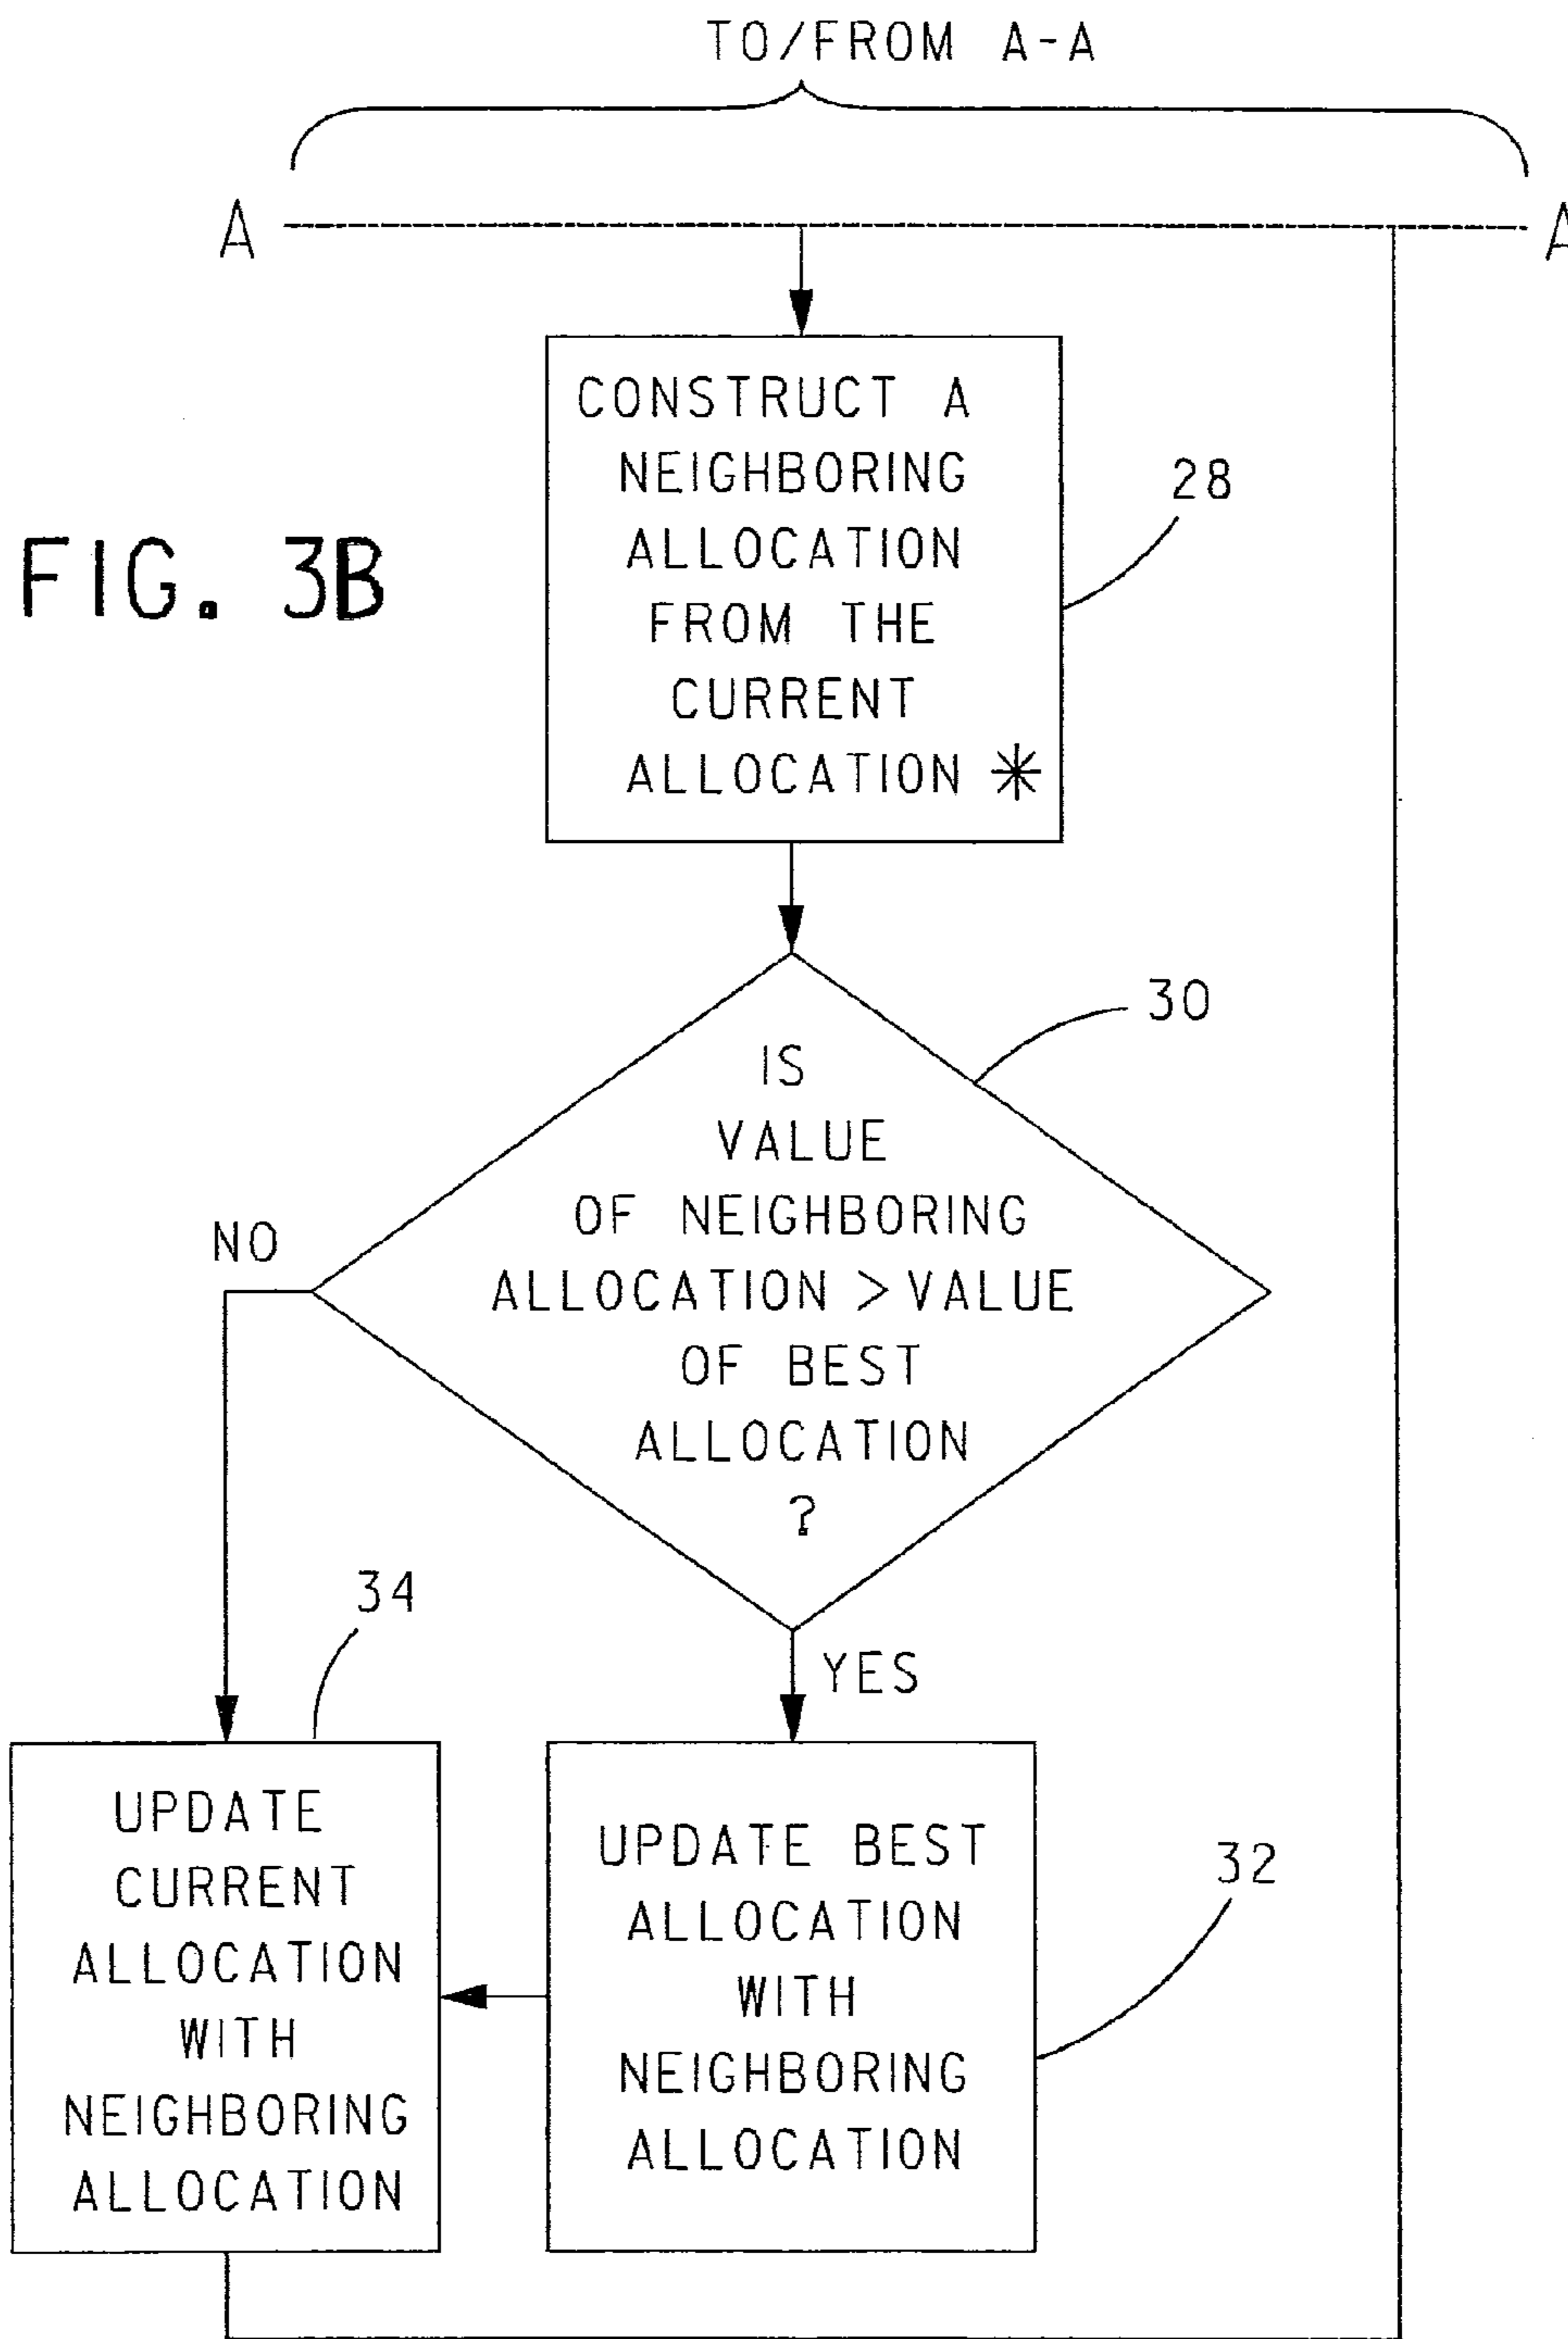 TO/FROM A-A
A A
CONSTRUCT A
NEIGHBORING
ALLOCATION
FROM THE
CURRENT
ALLOCATION *
28
FIG. 3B
30
IS
VALUE
OF NEIGHBORING
ALLOCATION > VALUE
OF BEST
ALLOCATION
?
NO
YES
34
UPDATE
CURRENT
ALLOCATION
WITH
NEIGHBORING
ALLOCATION
UPDATE BEST
ALLOCATION
WITH
NEIGHBORING
ALLOCATION
32